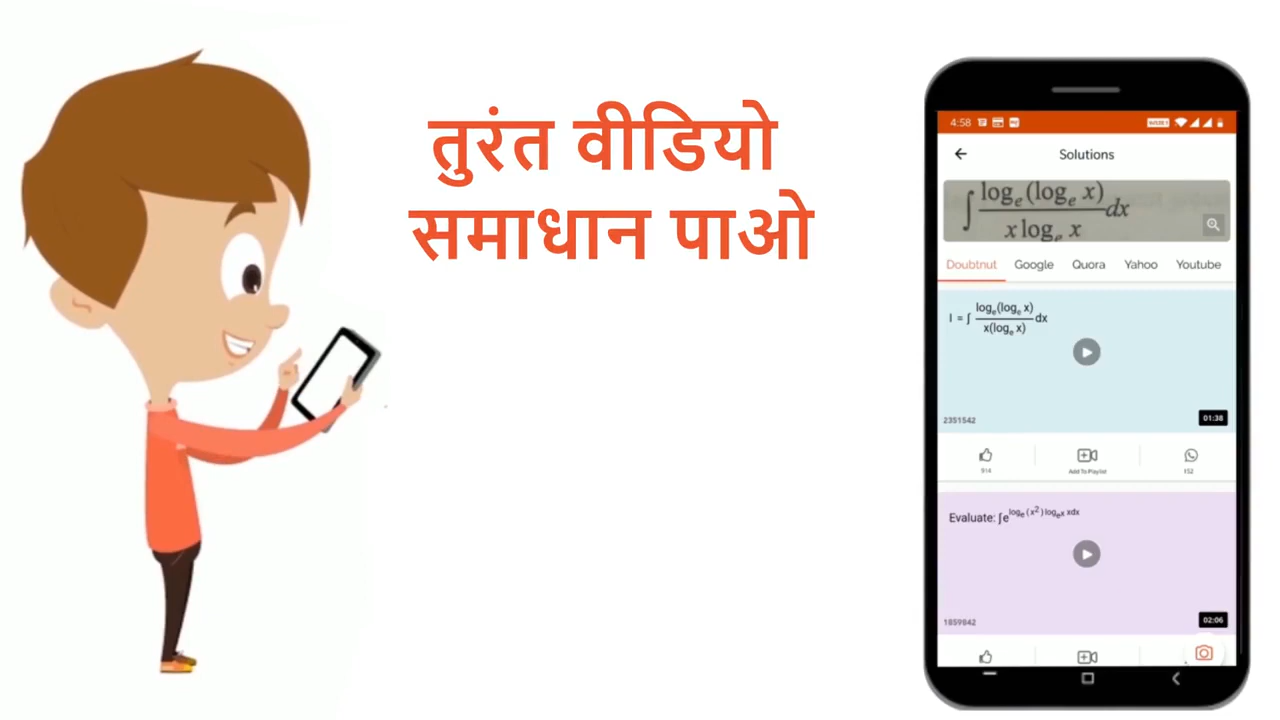 तुरंत वीडियो
समाधान पाओ
4:58
Solutions
∫ logₑ(logₑ x) / x logₑ x dx
Doubtnut Google Quora Yahoo Youtube
I = ∫ logₑ(logₑ x) / x(logₑ x) dx
2351542 01:38
914 Add To Playlist 152
Evaluate: ∫e^logₑ(x²)logₑx xdx
1859842 02:06